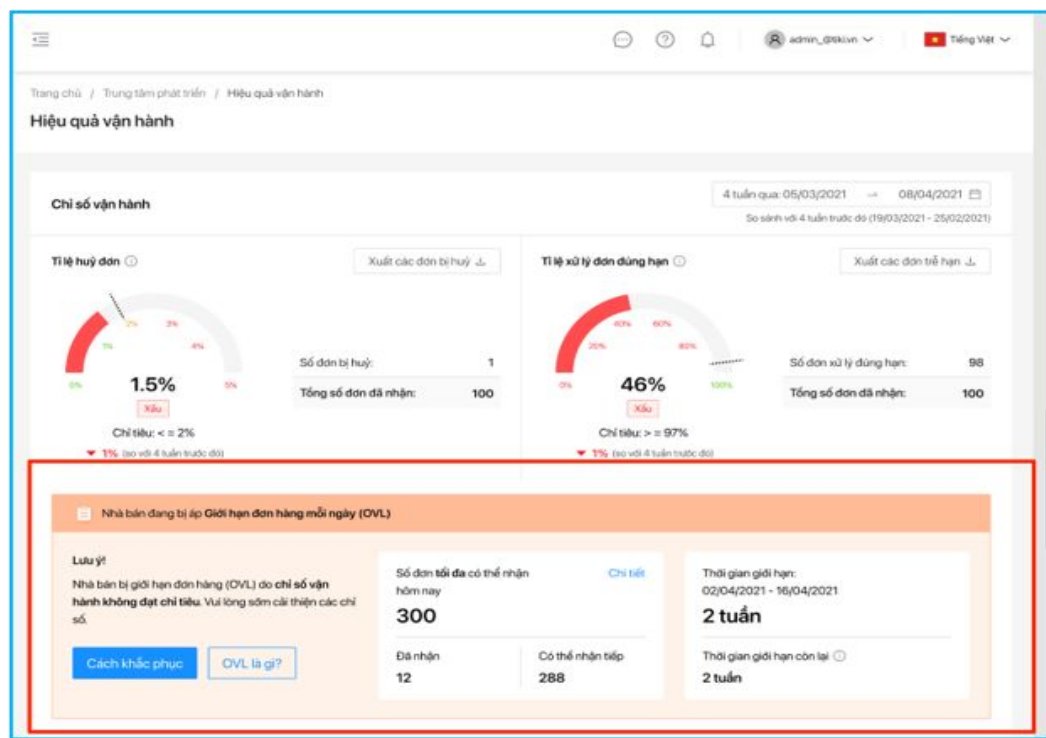 admin_@tiki.vn
Tiếng Việt
Trang chủ / Trung tâm phát triển / Hiệu quả vận hành
Hiệu quả vận hành
Chỉ số vận hành
4 tuần qua: 05/03/2021 → 08/04/2021
So sánh với 4 tuần trước đó (19/03/2021 - 25/02/2021)
Tỉ lệ huỷ đơn
Xuất các đơn bị huỷ
0%
1%
2%
3%
4%
5%
1.5%
Xấu
Chỉ tiêu: < = 2%
1% (so với 4 tuần trước đó)
Số đơn bị huỷ: 1
Tổng số đơn đã nhận: 100
Tỉ lệ xử lý đơn đúng hạn
Xuất các đơn trễ hạn
0%
20%
40%
60%
80%
100%
46%
Xấu
Chỉ tiêu: > = 97%
1% (so với 4 tuần trước đó)
Số đơn xử lý đúng hạn: 98
Tổng số đơn đã nhận: 100
Nhà bán đang bị áp Giới hạn đơn hàng mỗi ngày (OVL)
Lưu ý!
Nhà bán bị giới hạn đơn hàng (OVL) do chỉ số vận
hành không đạt chỉ tiêu. Vui lòng sớm cải thiện các chỉ
số.
Cách khắc phục
OVL là gì?
Số đơn tối đa có thể nhận
hôm nay
Chi tiết
300
Đã nhận
12
Có thể nhận tiếp
288
Thời gian giới hạn:
02/04/2021 - 16/04/2021
2 tuần
Thời gian giới hạn còn lại
2 tuần